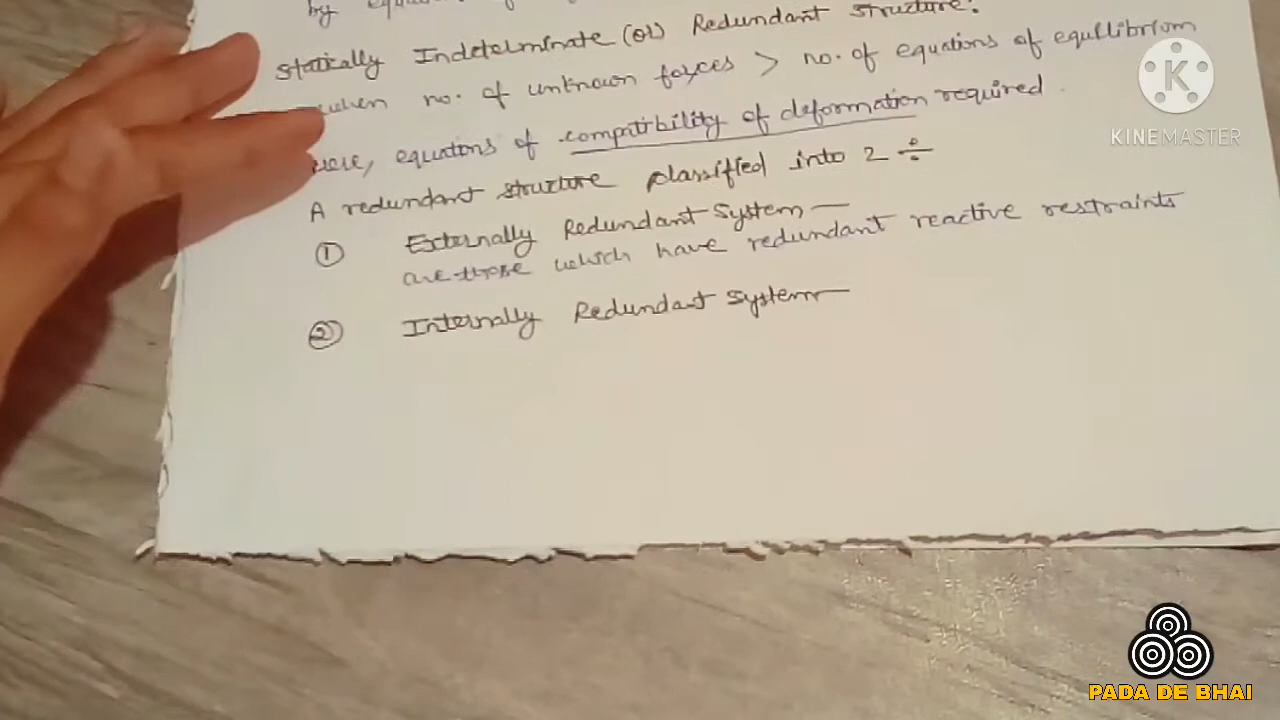 by
Statically Indeterminate (or) Redundant Structure:
when no. of unknown forces > no. of equations of equilibriom
equations of compatibility of deformation required.
A redundant structure classified into 2 ÷
① Externally Redundant System —
are those which have redundant reactive restraints
② Internally Redundant System —
K
KINEMASTER
PADA DE BHAI